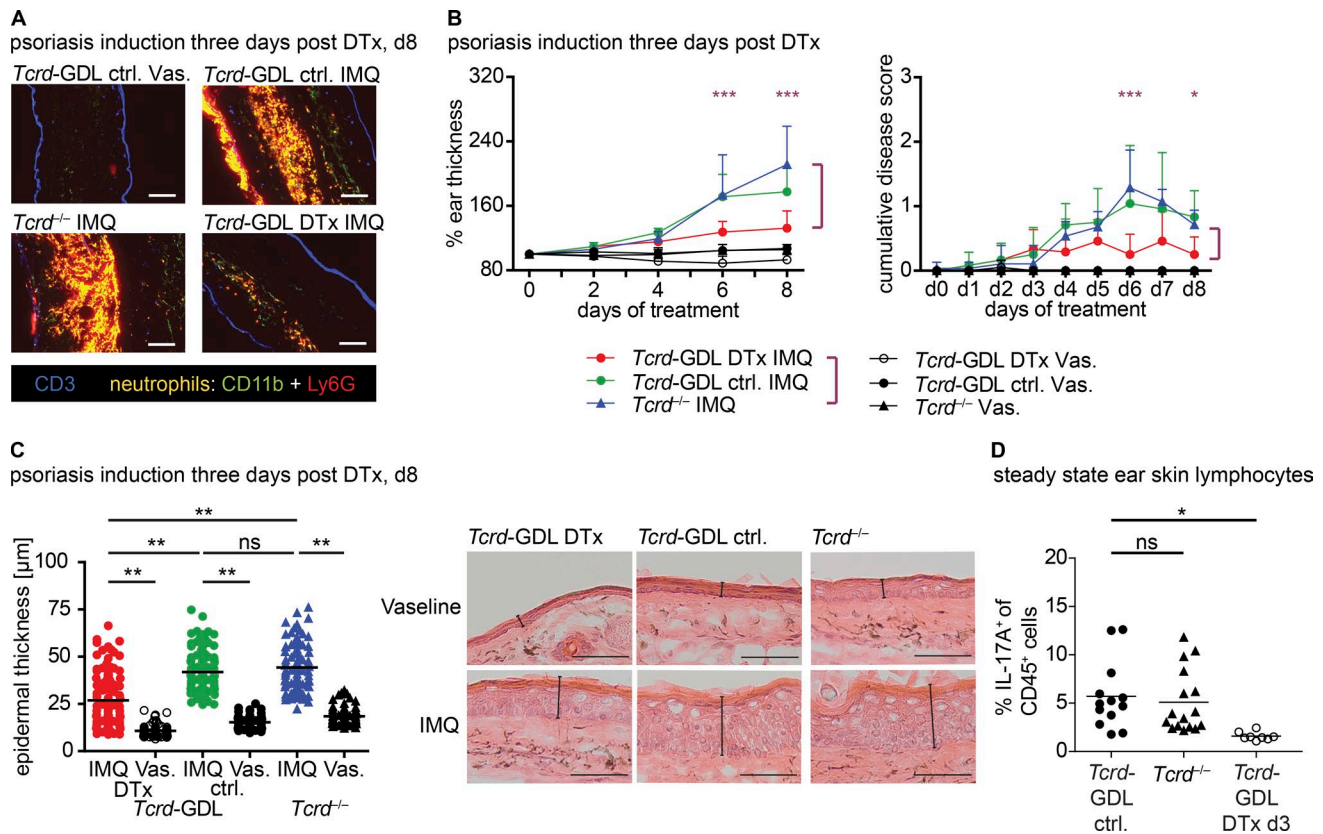 A
psoriasis induction three days post DTx, d8
Tcrd-GDL ctrl. Vas. Tcrd-GDL ctrl. IMQ
Tcrd–/– IMQ Tcrd-GDL DTx IMQ
CD3 neutrophils: CD11b + Ly6G
B
psoriasis induction three days post DTx
% ear thickness
320
240
160
80
0 2 4 6 8
days of treatment
*** ***
cumulative disease score
3
2
1
0
d0 d1 d2 d3 d4 d5 d6 d7 d8
days of treatment
*** *
Tcrd-GDL DTx IMQ
Tcrd-GDL ctrl. IMQ
Tcrd–/– IMQ
Tcrd-GDL DTx Vas.
Tcrd-GDL ctrl. Vas.
Tcrd–/– Vas.
C
psoriasis induction three days post DTx, d8
**
** ns **
** **
epidermal thickness [µm]
100
75
50
25
0
IMQ Vas. IMQ Vas. IMQ Vas.
DTx ctrl.
Tcrd-GDL Tcrd–/–
Tcrd-GDL DTx Tcrd-GDL ctrl. Tcrd–/–
Vaseline
IMQ
D
steady state ear skin lymphocytes
*
ns
% IL-17A+ of
CD45+ cells
20
15
10
5
0
Tcrd-
GDL
ctrl.
Tcrd–/–
Tcrd-
GDL
DTx d3